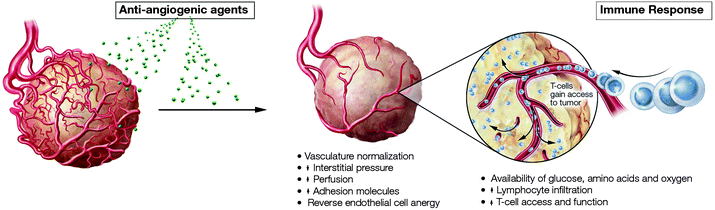 Anti-angiogenic agents
Immune Response
T-cells
gain access
to tumor
• Vasculature normalization
• Interstitial pressure
• Perfusion
• Adhesion molecules
• Reverse endothelial cell anergy
• Availability of glucose, amino acids and oxygen
• Lymphocyte infiltration
• T-cell access and function